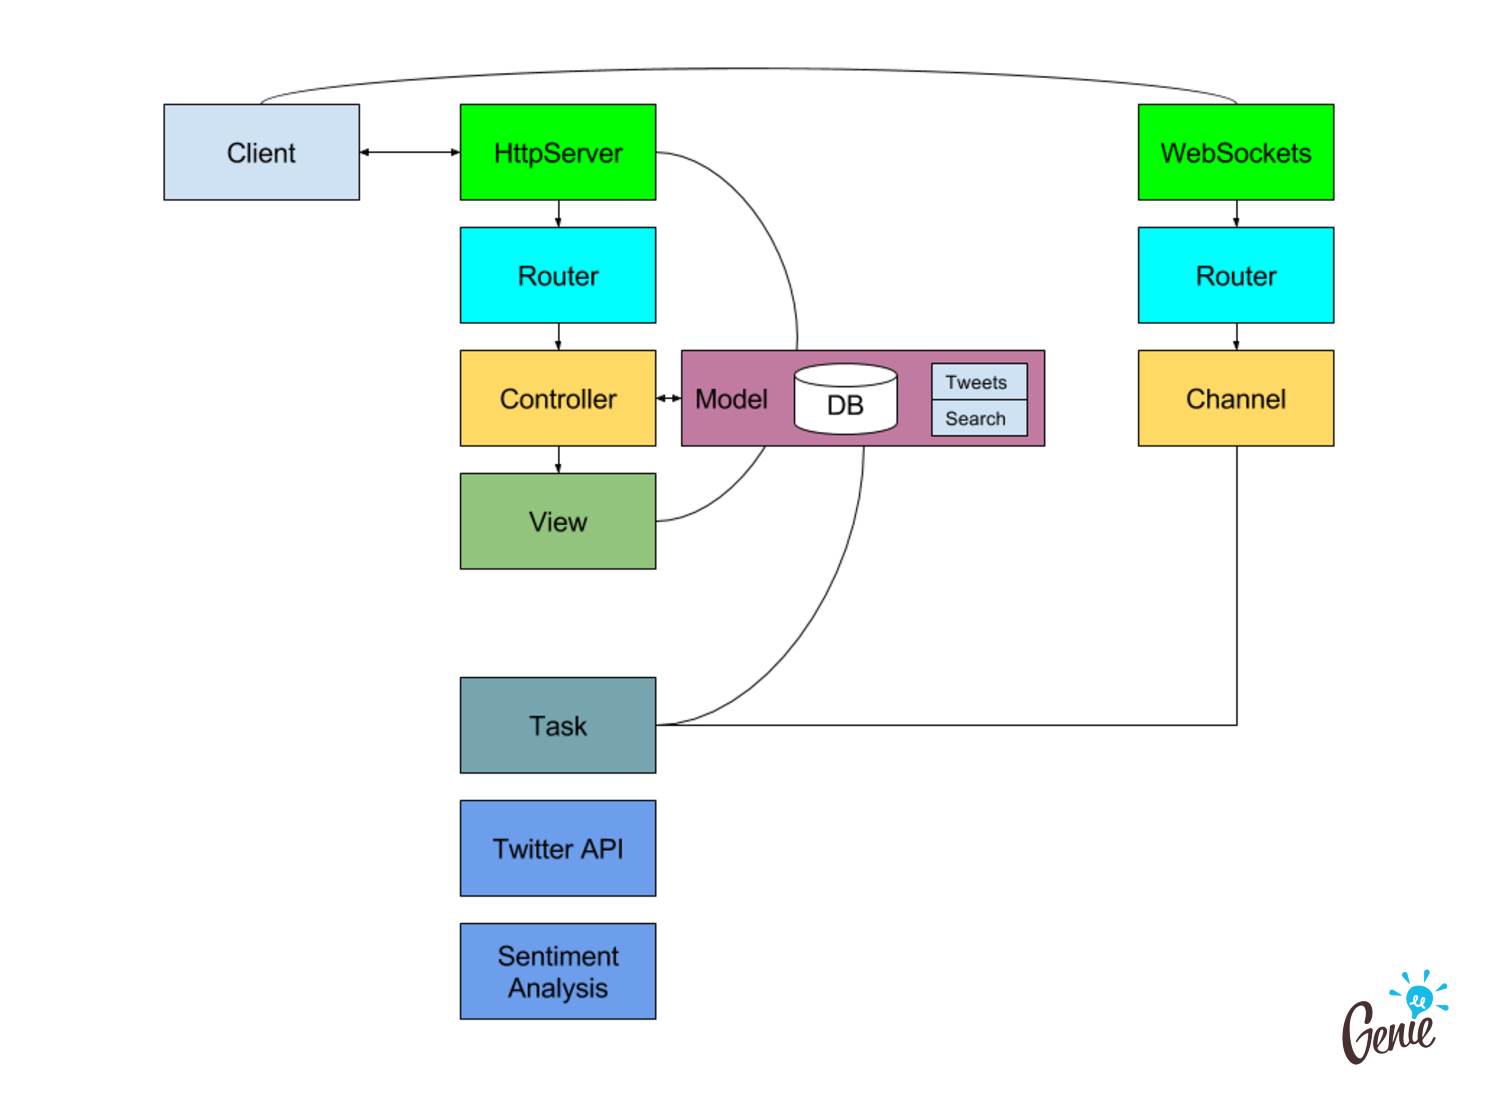 Client
HttpServer
WebSockets
Router
Router
Controller
Model
DB
Tweets
Search
Channel
View
Task
Twitter API
Sentiment
Analysis
Genie